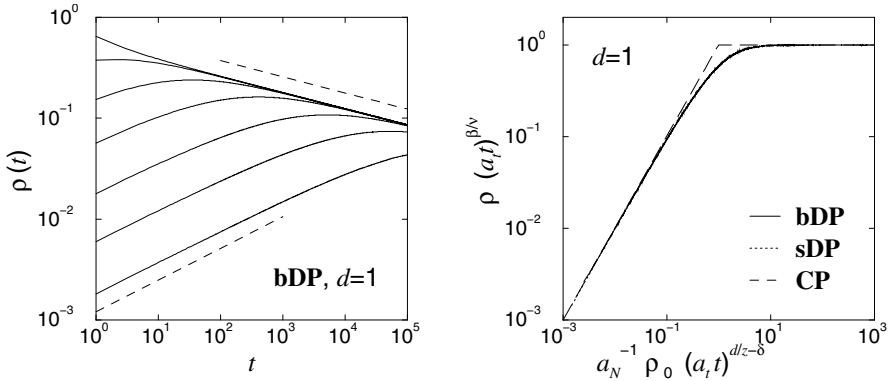 10^0
10^-1
10^-2
10^-3
ρ (t)
bDP, d=1
10^0 10^1 10^2 10^3 10^4 10^5
t
10^0
10^-1
10^-2
10^-3
ρ (a_t t)^β/ν
d=1
bDP
sDP
CP
10^-3 10^-1 10^1 10^3
a_N^-1 ρ_0 (a_t t)^d/z-δ